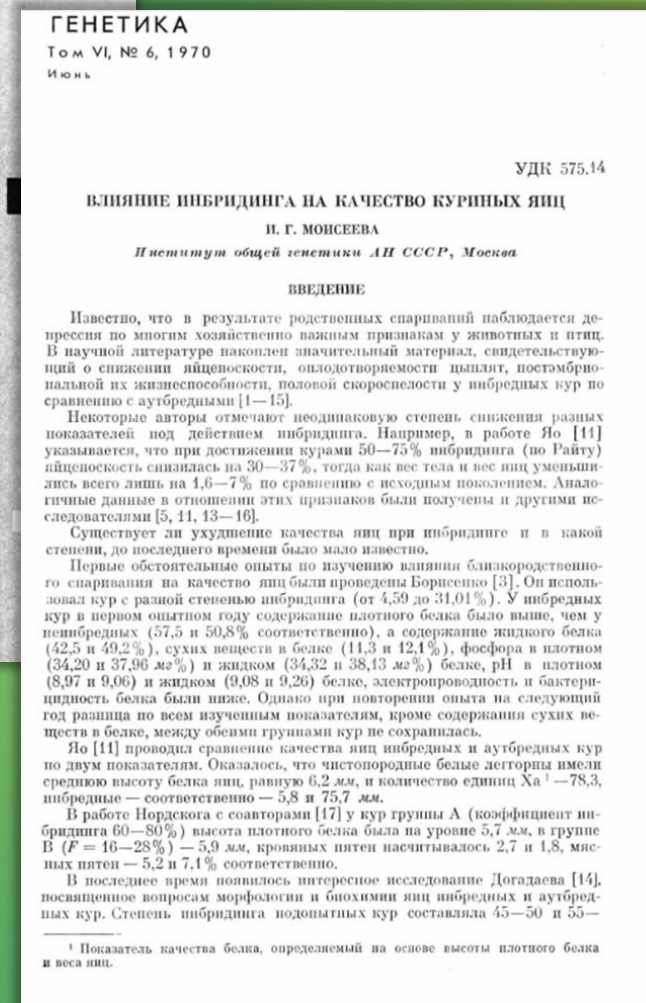 ГЕНЕТИКА
Том VI, № 6, 1970
Июнь
УДК 575.14
ВЛИЯНИЕ ИНБРИДИНГА НА КАЧЕСТВО КУРИНЫХ ЯИЦ
И. Г. МОИСЕЕВА
Институт общей генетики АН СССР, Москва
ВВЕДЕНИЕ
Известно, что в результате родственных спариваний наблюдается де-
прессия по многим хозяйственно важным признакам у животных и птиц.
В научной литературе накоплен значительный материал, свидетельствую-
щий о снижении яйценоскости, оплодотворяемости цыплят, постэмбрио-
нальной их жизнеспособности, половой скороспелости у инбредных кур по
сравнению с аутбредными [1—15].
Некоторые авторы отмечают неодинаковую степень снижения разных
показателей под действием инбридинга. Например, в работе Яо [11]
указывается, что при достижении курами 50—75% инбридинга (по Райту)
яйценоскость снизилась на 30—37%, тогда как вес тела и вес яиц уменьши-
лись всего лишь на 1,6—7% по сравнению с исходным поколением. Анало-
гичные данные в отношении этих признаков были получены и другими ис-
следователями [5, 11, 13—16].
Существует ли ухудшение качества яиц при инбридинге и в какой
степени, до последнего времени было мало известно.
Первые обстоятельные опыты по изучению влияния близкородственно-
го спаривания на качество яиц были проведены Борисенко [3]. Он исполь-
зовал кур с разной степенью инбридинга (от 4,59 до 31,01%). У инбредных
кур в первом опытном году содержание плотного белка было выше, чем у
неинбредных (57,5 и 50,8% соответственно), а содержание жидкого белка
(42,5 и 49,2%), сухих веществ в белке (11,3 и 12,1%), фосфора в плотном
(34,20 и 37,96 мг%) и жидком (34,32 и 38,13 мг%) белке, рН в плотном
(8,97 и 9,06) и жидком (9,08 и 9,26) белке, электропроводность и бактери-
цидность белка были ниже. Однако при повторении опыта на следующий
год разница по всем изученным показателям, кроме содержания сухих ве-
ществ в белке, между обеими группами кур не сохранилась.
Яо [11] проводил сравнение качества яиц инбредных и аутбредных кур
по двум показателям. Оказалось, что чистопородные белые леггорны имели
среднюю высоту белка яиц, равную 6,2 мм, и количество единиц Ха ¹ —78,3,
инбредные — соответственно — 5,8 и 75,7 мм.
В работе Нордскога с соавторами [17] у кур группы А (коэффициент ин-
бридинга 60—80%) высота плотного белка была на уровне 5,7 мм, в группе
В (F = 16—28%) — 5,9 мм, кровяных пятен насчитывалось 2,7 и 1,8, мяс-
ных пятен — 5,2 и 7,1% соответственно.
В последнее время появилось интересное исследование Догадаева [14],
посвященное вопросам морфологии и биохимии яиц инбредных и аутбред-
ных кур. Степень инбридинга подопытных кур составляла 45—50 и 55—
¹ Показатель качества белка, определяемый на основе высоты плотного белка
и веса яиц.